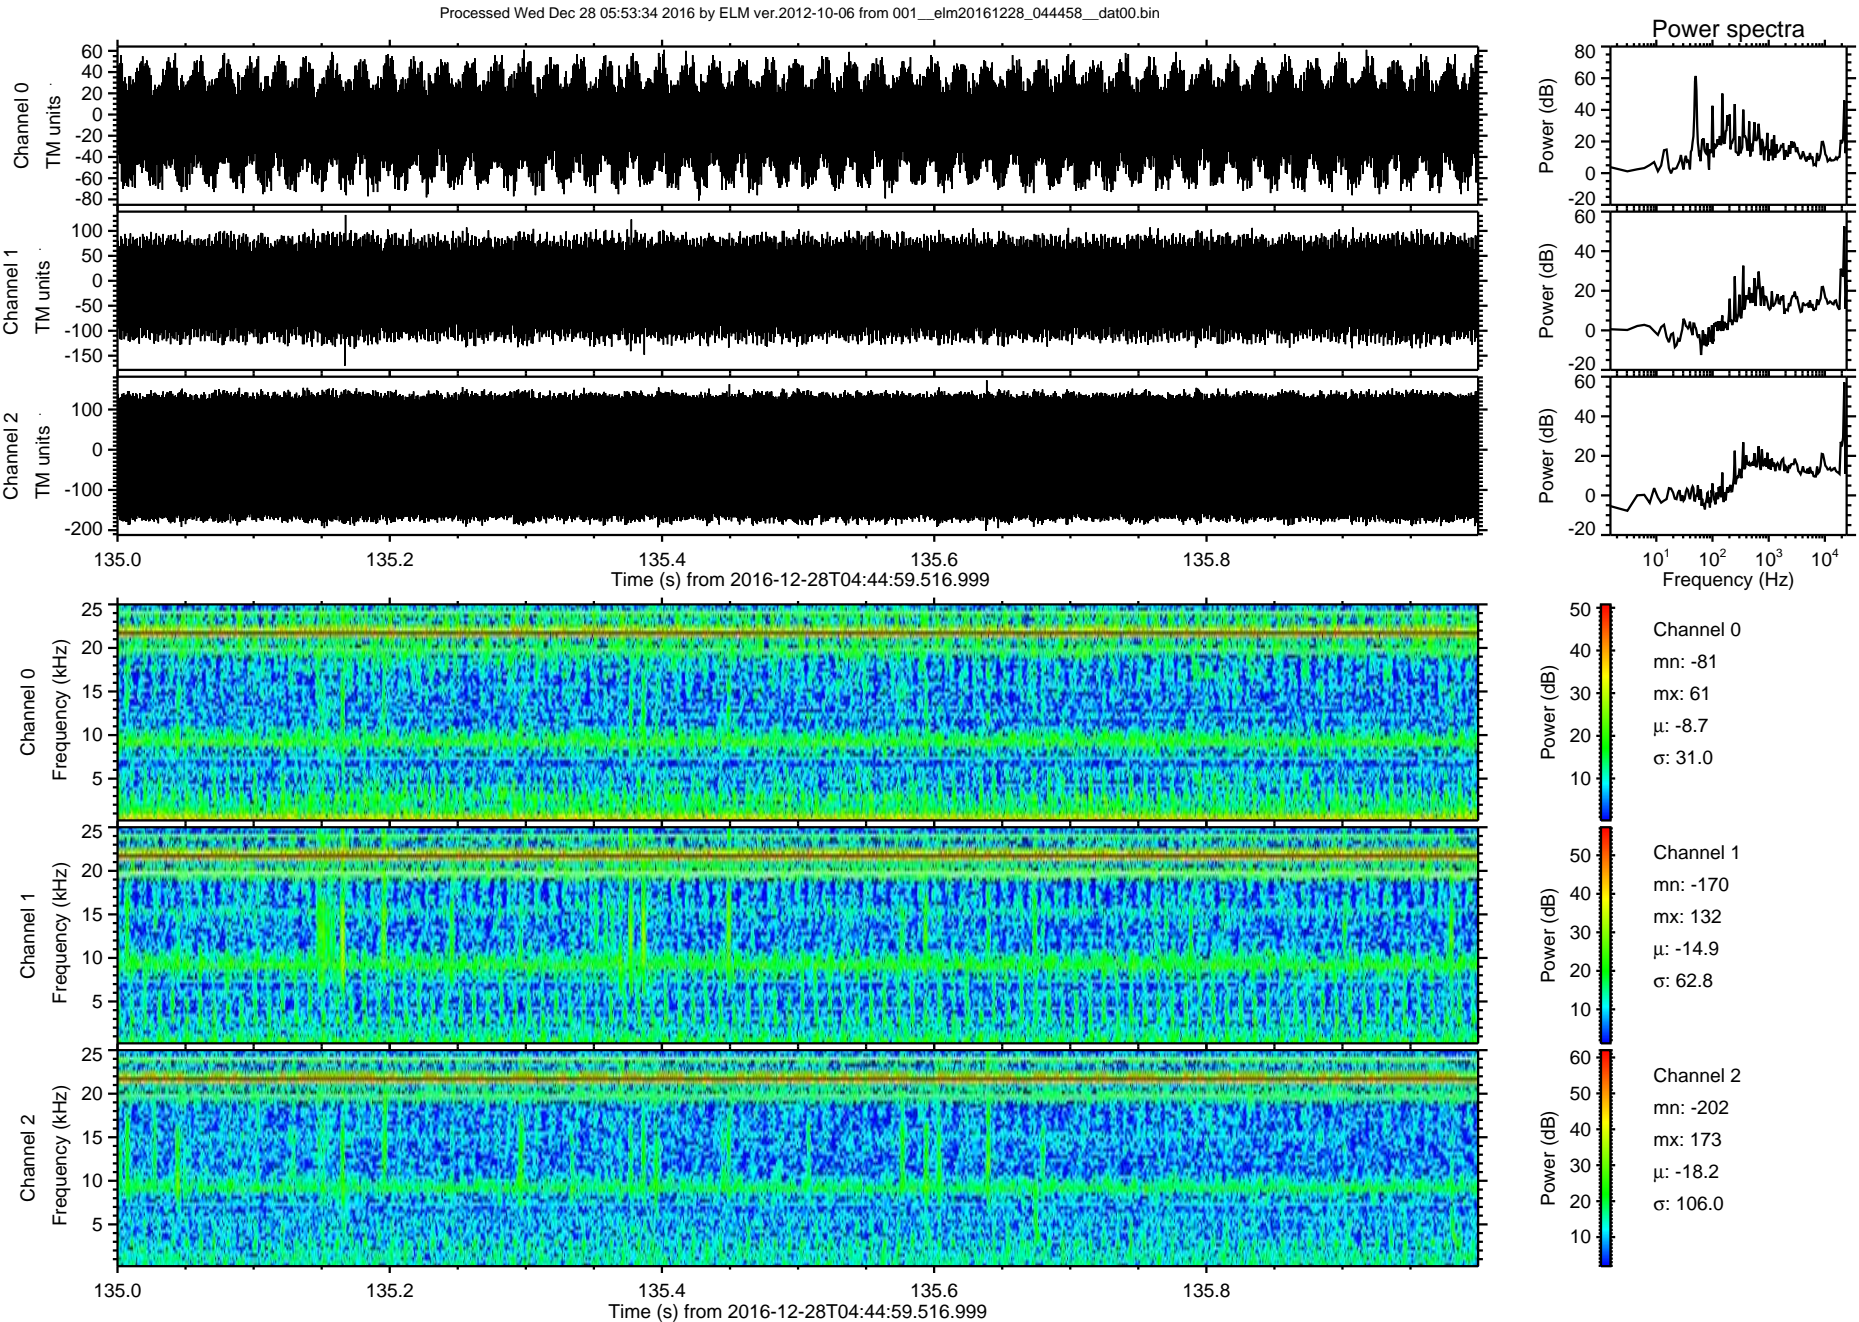 Processed Wed Dec 28 05:53:34 2016 by ELM ver.2012-10-06 from 001__elm20161228_044458__dat00.bin
Power spectra
Channel 0
TM units
60
40
20
0
-20
-40
-60
-80
Power (dB)
80
60
40
20
0
-20
Channel 1
TM units
100
50
0
-50
-100
-150
Power (dB)
60
40
20
0
-20
Channel 2
TM units
100
0
-100
-200
Power (dB)
60
40
20
0
-20
135.0 135.2 135.4 135.6 135.8
Time (s) from 2016-12-28T04:44:59.516.999
10^1 10^2 10^3 10^4
Frequency (Hz)
Channel 0
Frequency (kHz)
25
20
15
10
5
Power (dB)
50
40
30
20
10
Channel 0
mn: -81
mx: 61
μ: -8.7
σ: 31.0
Channel 1
Frequency (kHz)
25
20
15
10
5
Power (dB)
50
40
30
20
10
Channel 1
mn: -170
mx: 132
μ: -14.9
σ: 62.8
Channel 2
Frequency (kHz)
25
20
15
10
5
Power (dB)
60
50
40
30
20
10
Channel 2
mn: -202
mx: 173
μ: -18.2
σ: 106.0
135.0 135.2 135.4 135.6 135.8
Time (s) from 2016-12-28T04:44:59.516.999